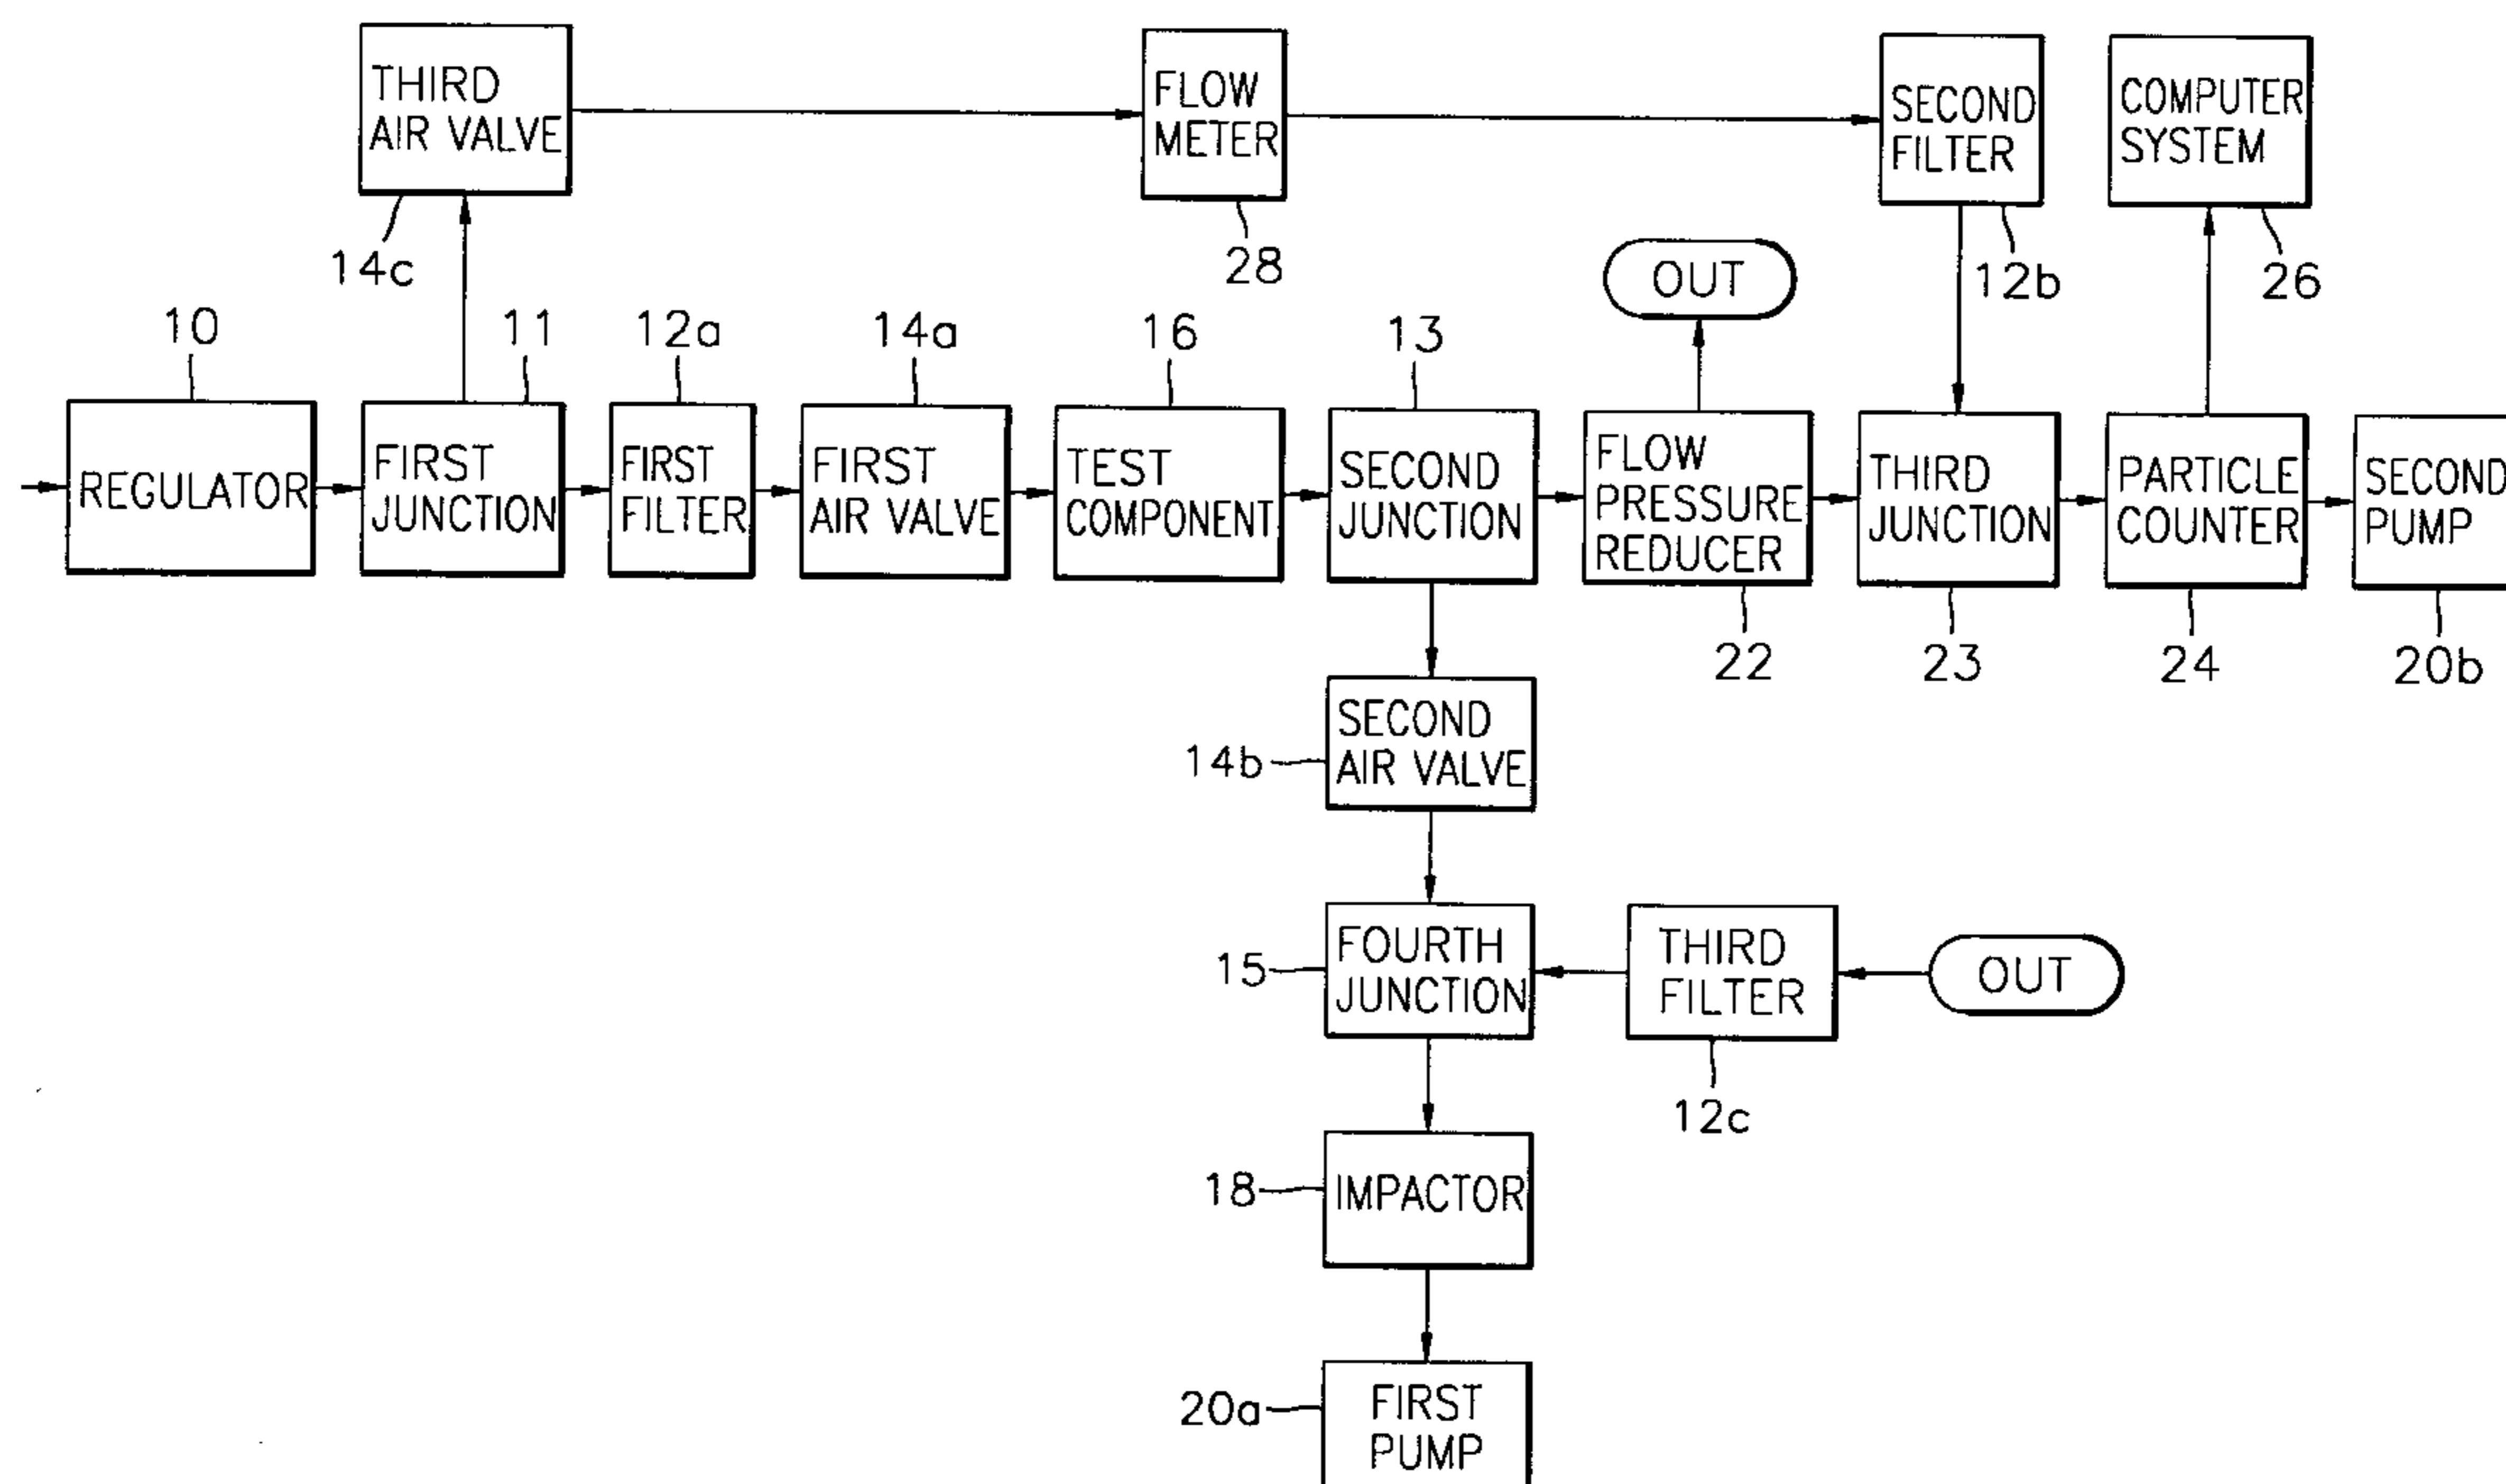 THIRD
AIR VALVE
FLOW
METER
SECOND
FILTER
COMPUTER
SYSTEM
14c
28
OUT
12b
26
10
11
12a
14a
16
13
REGULATOR
FIRST
JUNCTION
FIRST
FILTER
FIRST
AIR VALVE
TEST
COMPONENT
SECOND
JUNCTION
FLOW
PRESSURE
REDUCER
THIRD
JUNCTION
PARTICLE
COUNTER
SECOND
PUMP
22
23
24
20b
14b
SECOND
AIR VALVE
15
FOURTH
JUNCTION
THIRD
FILTER
OUT
12c
18
IMPACTOR
20a
FIRST
PUMP